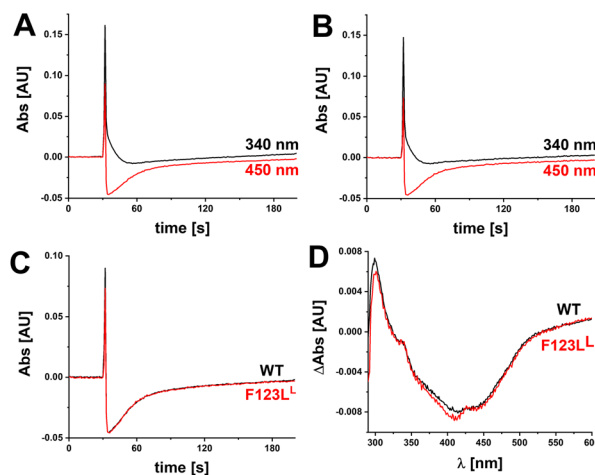 A
Abs [AU]
0.15
0.10
0.05
0.00
-0.05
340 nm
450 nm
0
60
120
180
time [s]
B
Abs [AU]
0.15
0.10
0.05
0.00
-0.05
340 nm
450 nm
0
60
120
180
time [s]
C
Abs [AU]
0.10
0.05
0.00
-0.05
WT
F123L^L
0
60
120
180
time [s]
D
ΔAbs [AU]
0.008
0.004
0.000
-0.004
-0.008
WT
F123L^L
300
350
400
450
500
550
600
λ [nm]